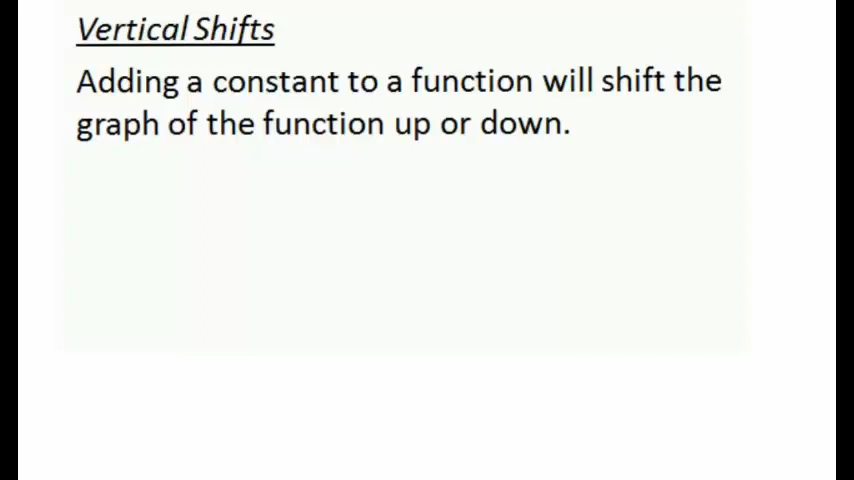 Vertical Shifts
Adding a constant to a function will shift the
graph of the function up or down.